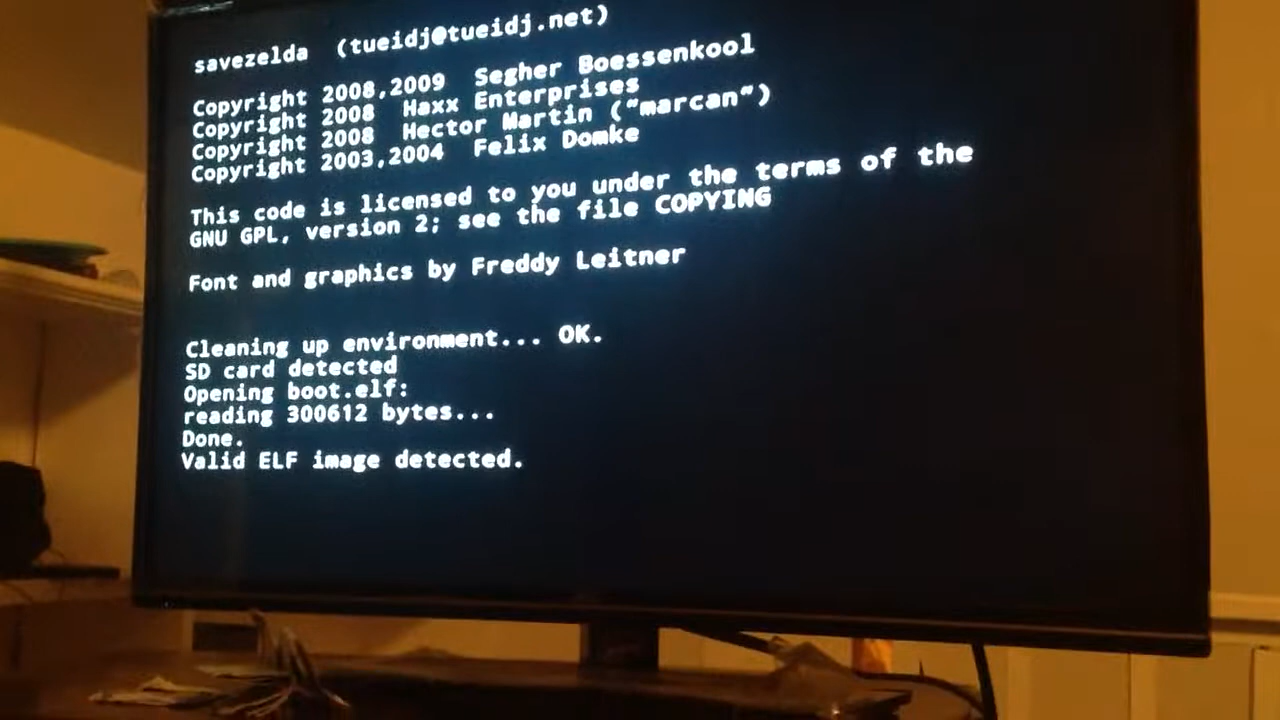 savezelda (tueidj@tueidj.net)
Copyright 2008,2009 Segher Boessenkool
Copyright 2008 Haxx Enterprises
Copyright 2008 Hector Martin ("marcan")
Copyright 2003,2004 Felix Domke
This code is licensed to you under the terms of the
GNU GPL, version 2; see the file COPYING
Font and graphics by Freddy Leitner
Cleaning up environment... OK.
SD card detected
Opening boot.elf:
reading 300612 bytes...
Done.
Valid ELF image detected.